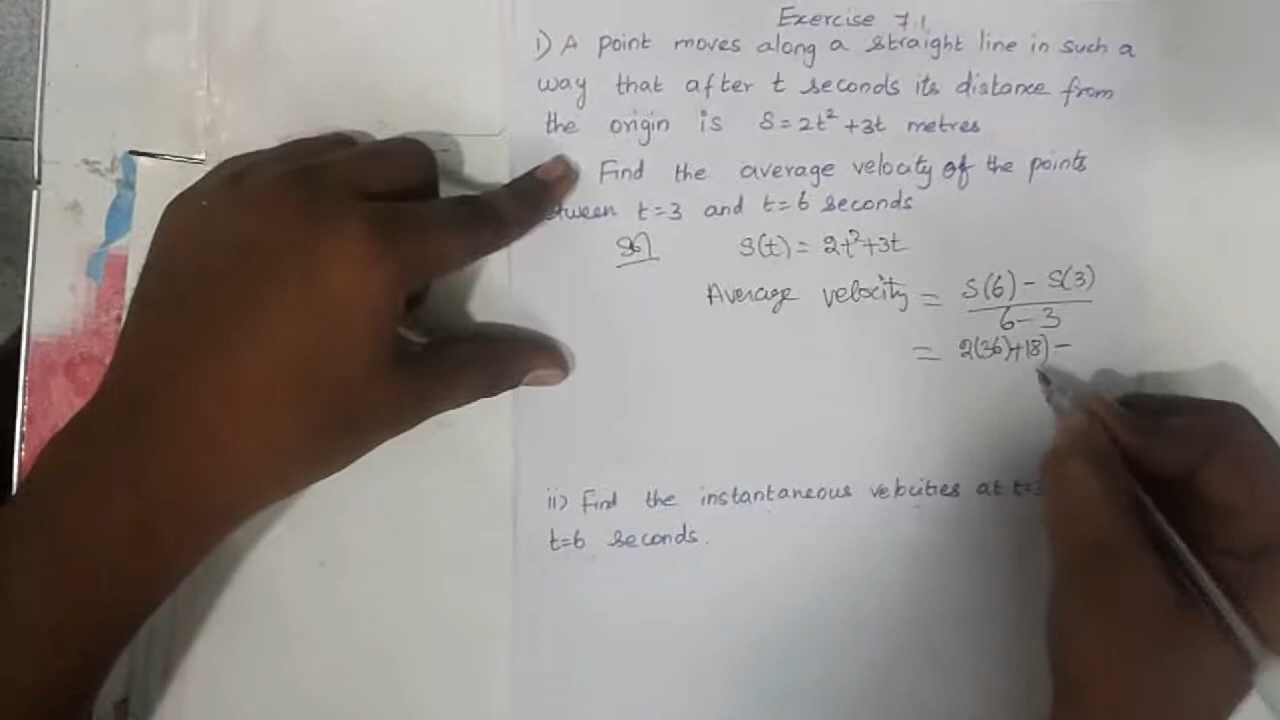 Exercise 7.1
i) A point moves along a straight line in such a
way that after t seconds its distance from
the origin is S = 2t² + 3t metres
Find the average velocity of the points
tween t=3 and t=6 seconds
S(t) = 2t²+3t
Average velocity = S(6) - S(3)
6-3
= 2(36)+18) -
ii) Find the instantaneous velocities at t=3
t=6 seconds.